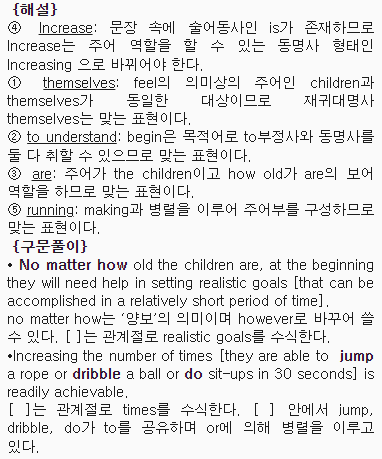 {해설}
④ Increase: 문장 속에 술어동사인 is가 존재하므로
Increase는 주어 역할을 할 수 있는 동명사 형태인
Increasing 으로 바뀌어야 한다.
① themselves: feel의 의미상의 주어인 children과
themselves가 동일한 대상이므로 재귀대명사
themselves는 맞는 표현이다.
② to understand: begin은 목적어로 to부정사와 동명사를
둘 다 취할 수 있으므로 맞는 표현이다.
③ are: 주어가 the children이고 how old가 are의 보어
역할을 하므로 맞는 표현이다.
⑤ running: making과 병렬을 이루어 주어부를 구성하므로
맞는 표현이다.
{구문풀이}
• No matter how old the children are, at the beginning
they will need help in setting realistic goals [that can be
accomplished in a relatively short period of time].
no matter how는 ‘양보’의 의미이며 however로 바꾸어 쓸
수 있다. [ ]는 관계절로 realistic goals를 수식한다.
•Increasing the number of times [they are able to jump
a rope or dribble a ball or do sit-ups in 30 seconds] is
readily achievable.
[ ]는 관계절로 times를 수식한다. [ ] 안에서 jump,
dribble, do가 to를 공유하며 or에 의해 병렬을 이루고
있다.